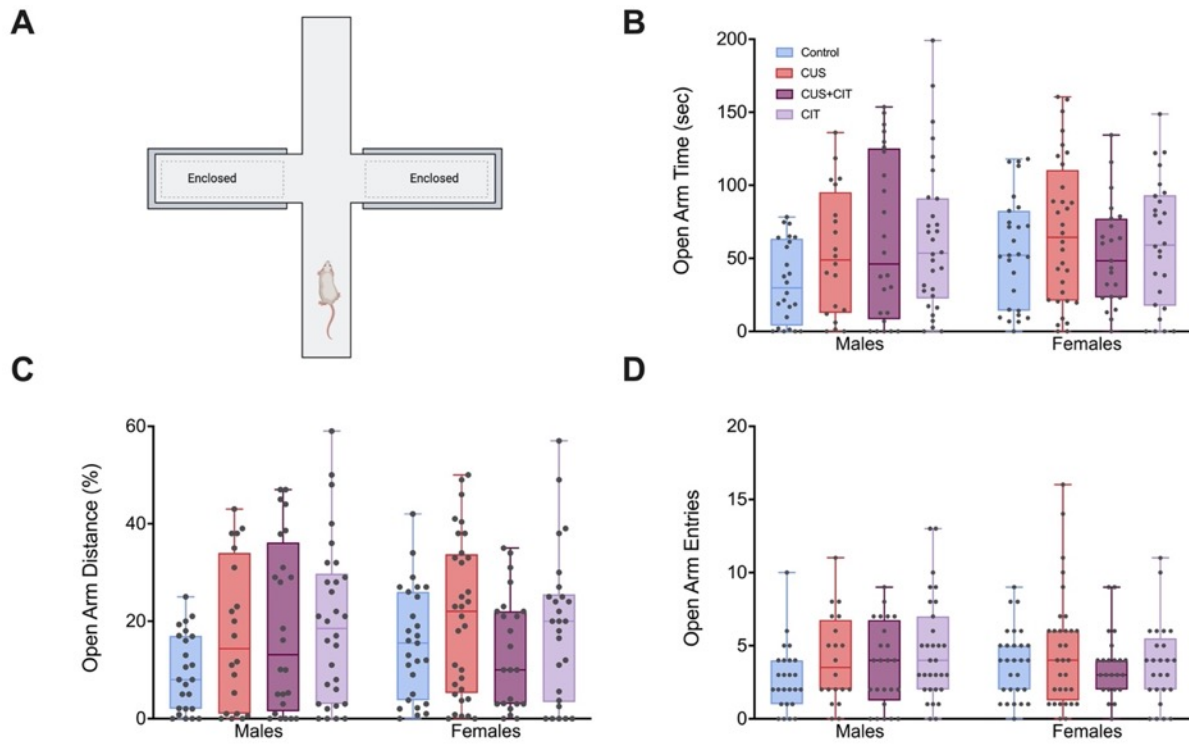 A
Enclosed
Enclosed
B
Open Arm Time (sec)
200
150
100
50
0
Control
CUS
CUS+CIT
CIT
Males
Females
C
Open Arm Distance (%)
60
40
20
0
Males
Females
D
Open Arm Entries
20
15
10
5
0
Males
Females